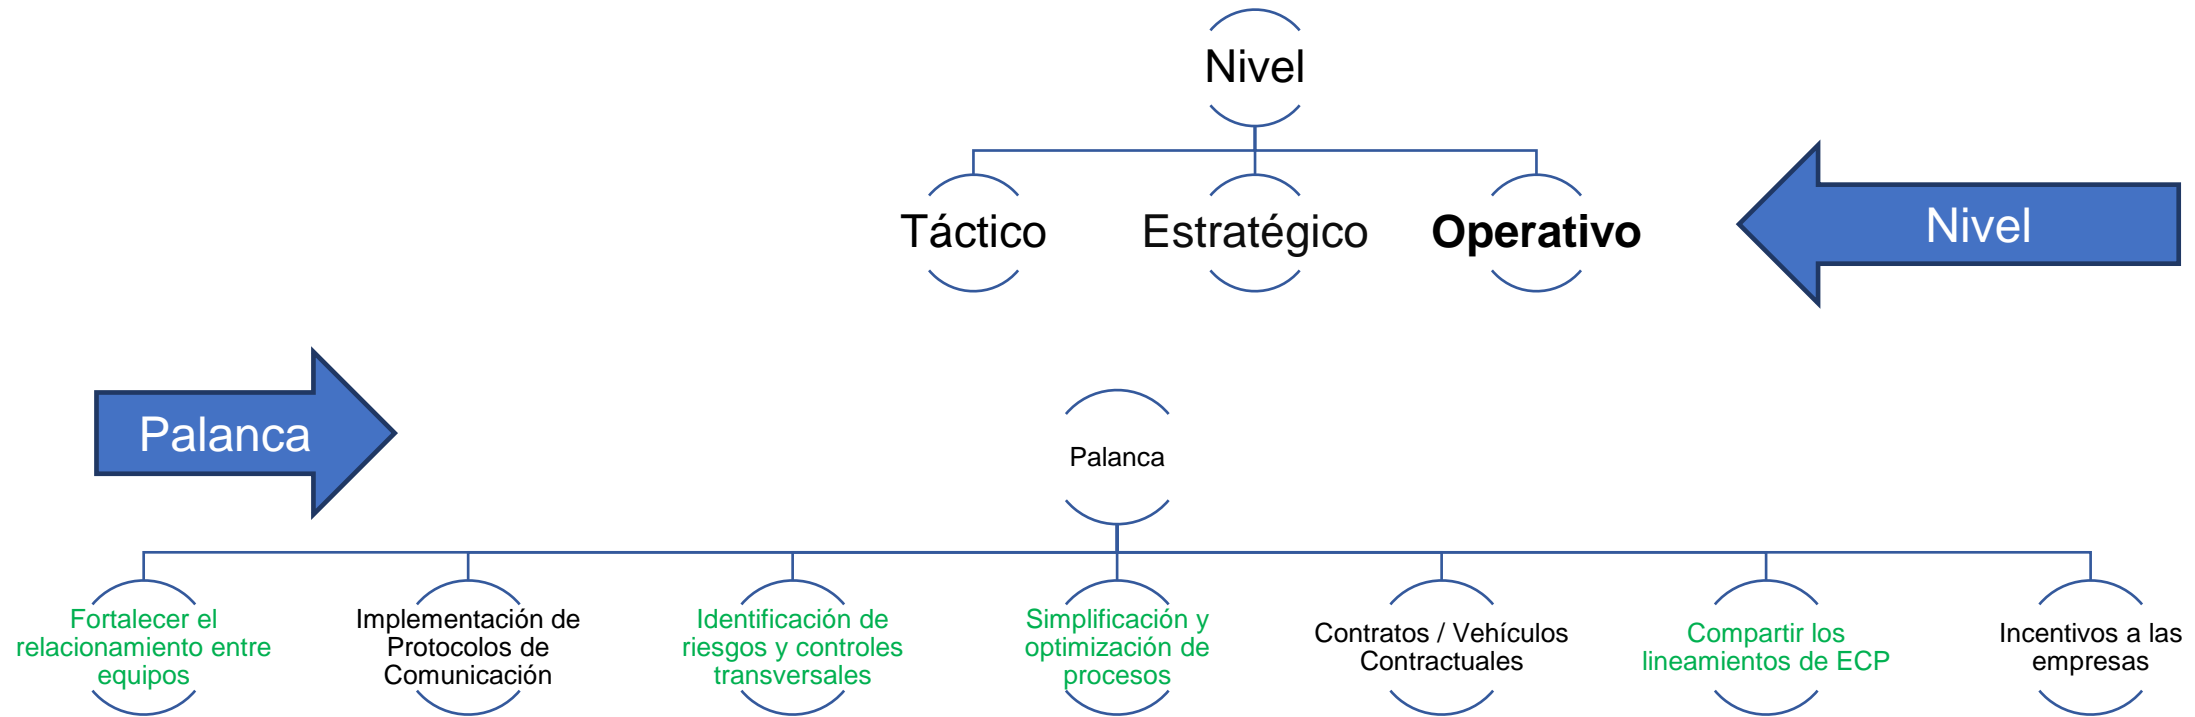 Nivel
Táctico
Estratégico
Operativo
Nivel
Palanca
Palanca
Fortalecer el
relacionamiento entre
equipos
Implementación de
Protocolos de
Comunicación
Identificación de
riesgos y controles
transversales
Simplificación y
optimización de
procesos
Contratos / Vehículos
Contractuales
Compartir los
lineamientos de ECP
Incentivos a las
empresas